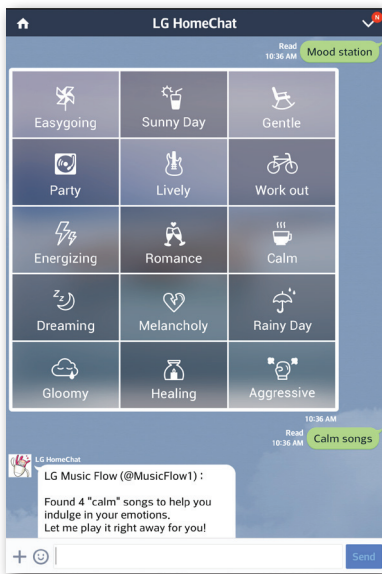 LG HomeChat
N
Read
10:36 AM
Mood station
Easygoing
Sunny Day
Gentle
Party
Lively
Work out
Energizing
Romance
Calm
Dreaming
Melancholy
Rainy Day
Gloomy
Healing
Aggressive
10:36 AM
Read
10:36 AM
Calm songs
LG HomeChat
LG Music Flow (@MusicFlow1) :
Found 4 "calm" songs to help you
indulge in your emotions.
Let me play it right away for you!
Send